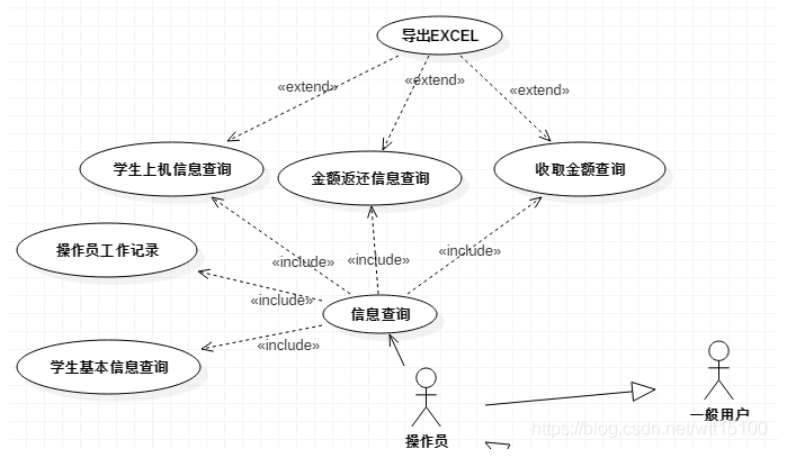 导出EXCEL
«extend»
«extend»
«extend»
学生上机信息查询
金额返还信息查询
收取金额查询
操作员工作记录
«include»
«include»
«include»
«include»
信息查询
«include»
学生基本信息查询
一般用户
操作员
https://blog.csdn.net/wtt15100